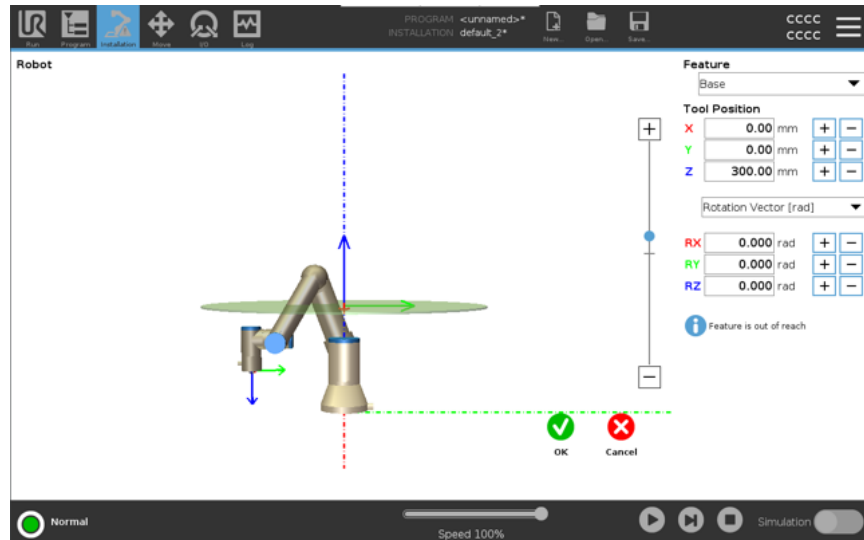 UR
PROGRAM <unnamed>*
INSTALLATION default_2*
CCCC
CCCC
Run
Program
Installation
Move
I/O
Log
New...
Open...
Save...
Robot
Feature
Base
Tool Position
X 0.00 mm + −
Y 0.00 mm + −
Z 300.00 mm + −
Rotation Vector [rad]
RX 0.000 rad + −
RY 0.000 rad + −
RZ 0.000 rad + −
i Feature is out of reach
+
−
OK
Cancel
Normal
Speed 100%
Simulation